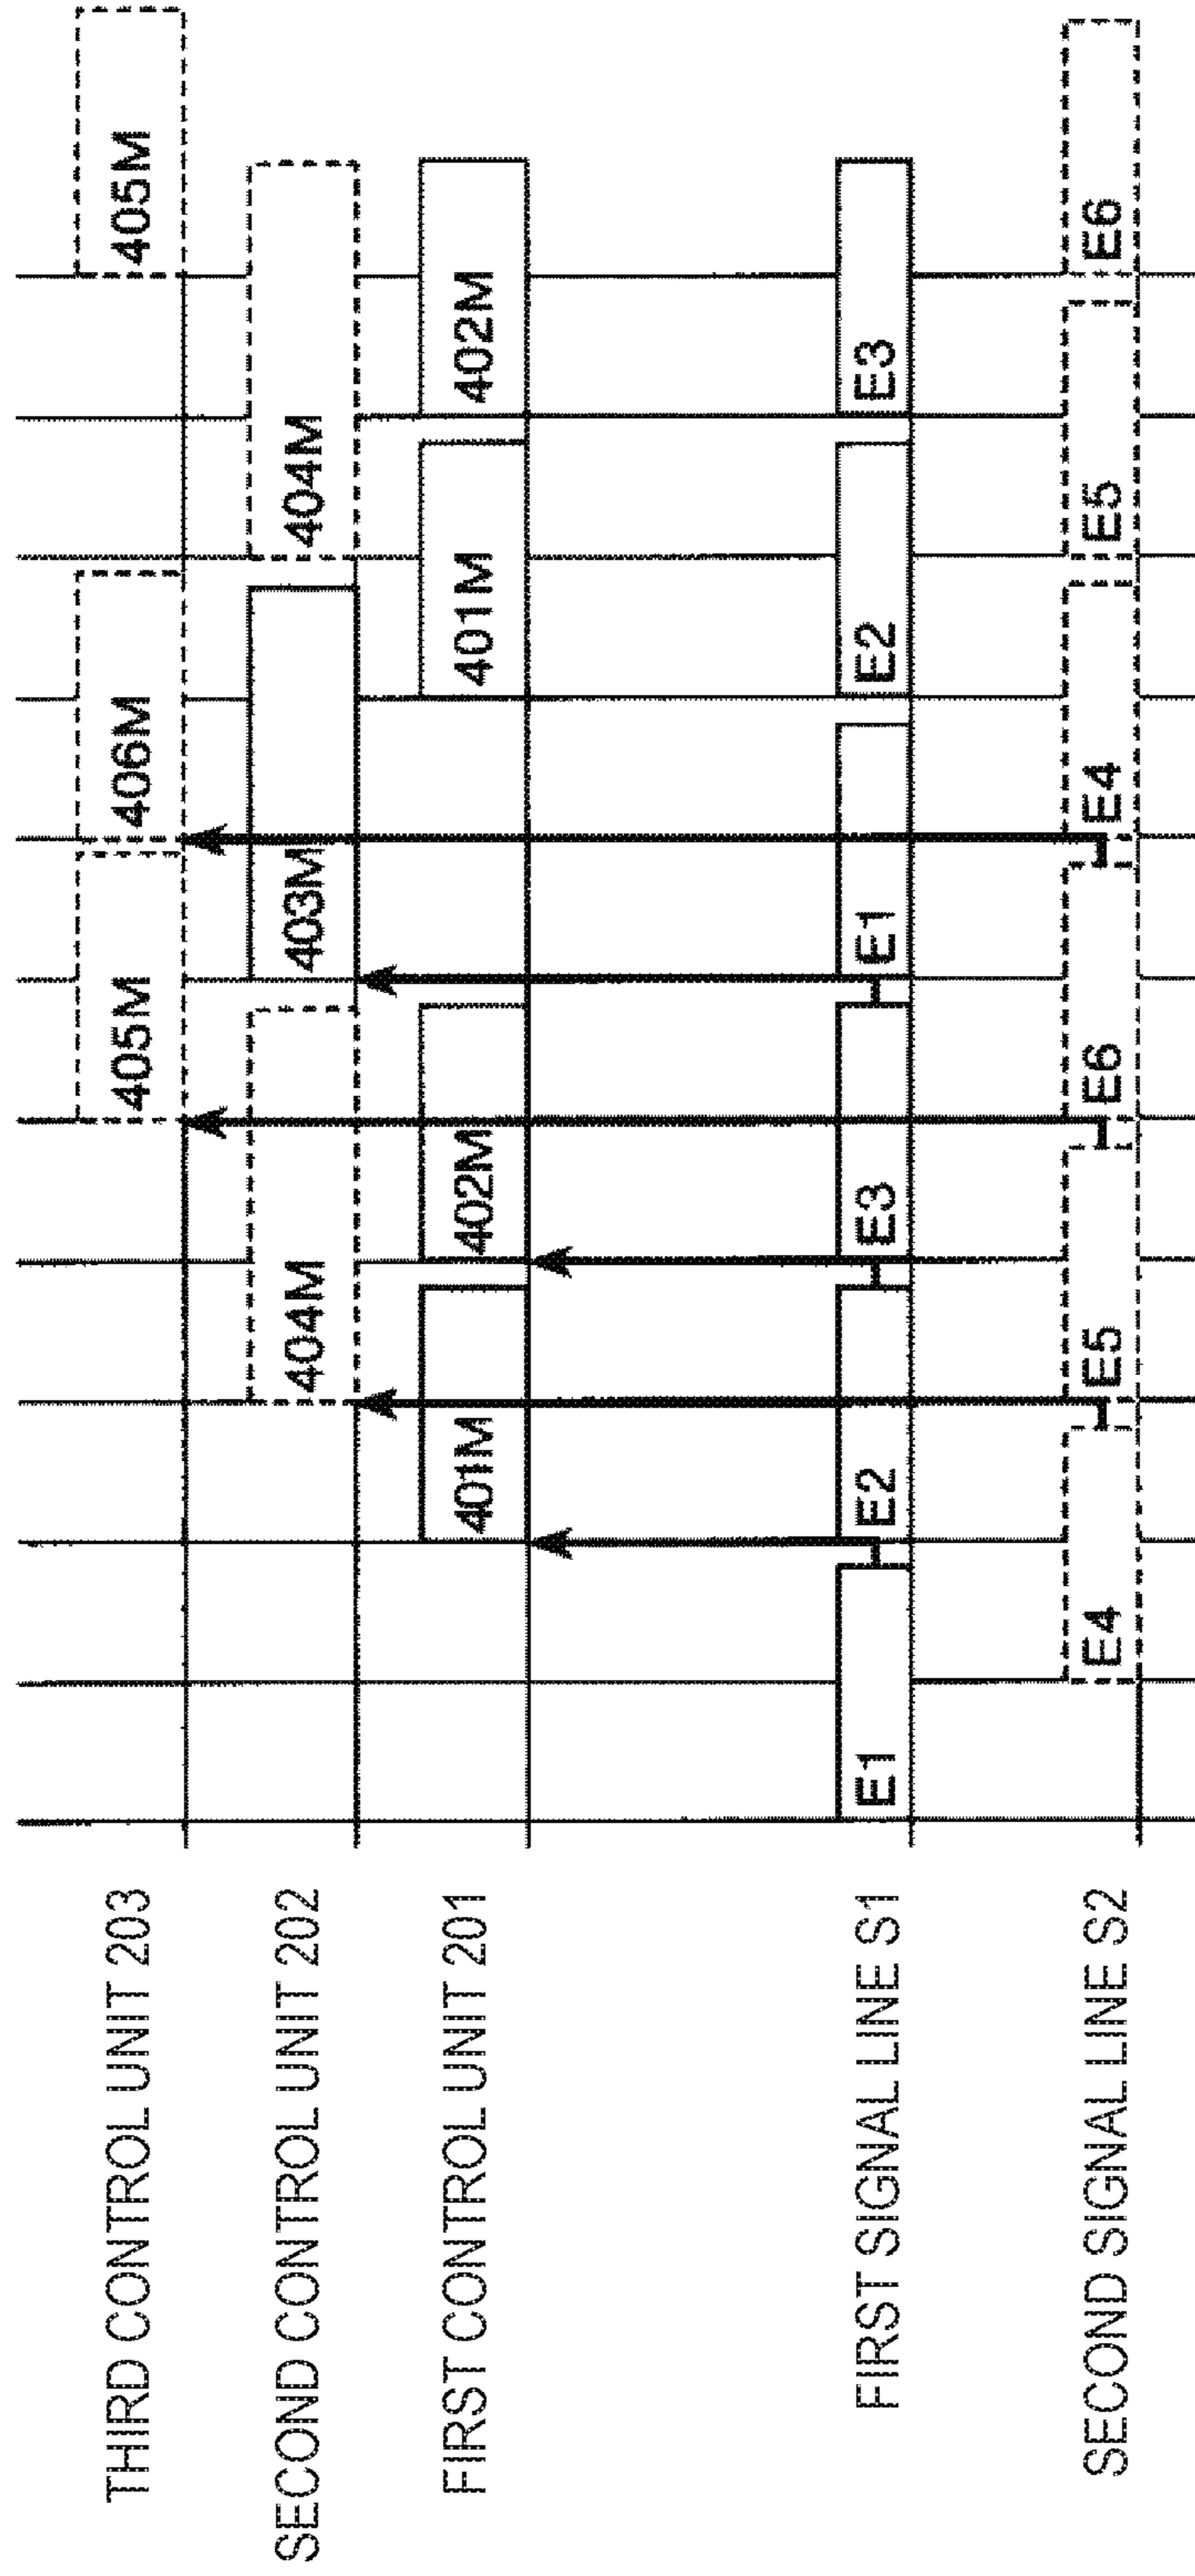 THIRD CONTROL UNIT 203
405M
406M
405M
SECOND CONTROL UNIT 202
404M
403M
404M
FIRST CONTROL UNIT 201
401M
402M
401M
402M
FIRST SIGNAL LINE S1
E1
E2
E3
E1
E2
E3
SECOND SIGNAL LINE S2
E4
E5
E6
E4
E5
E6